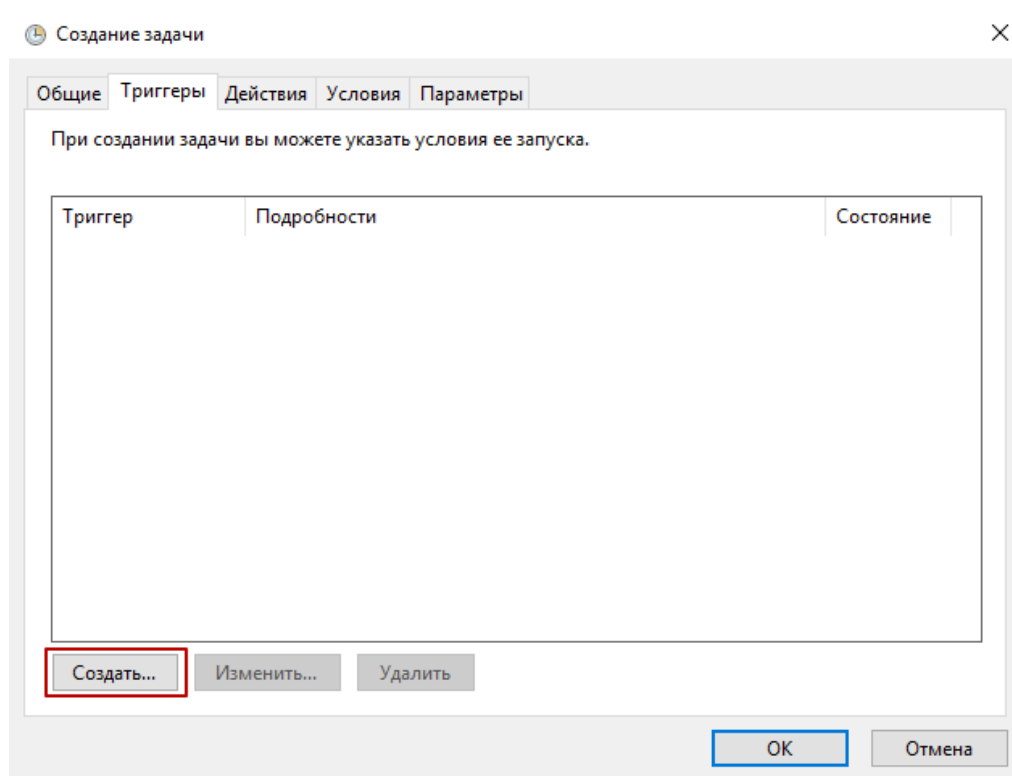 Создание задачи
Общие Триггеры Действия Условия Параметры
При создании задачи вы можете указать условия ее запуска.
Триггер Подробности Состояние
Создать... Изменить... Удалить
ОК Отмена